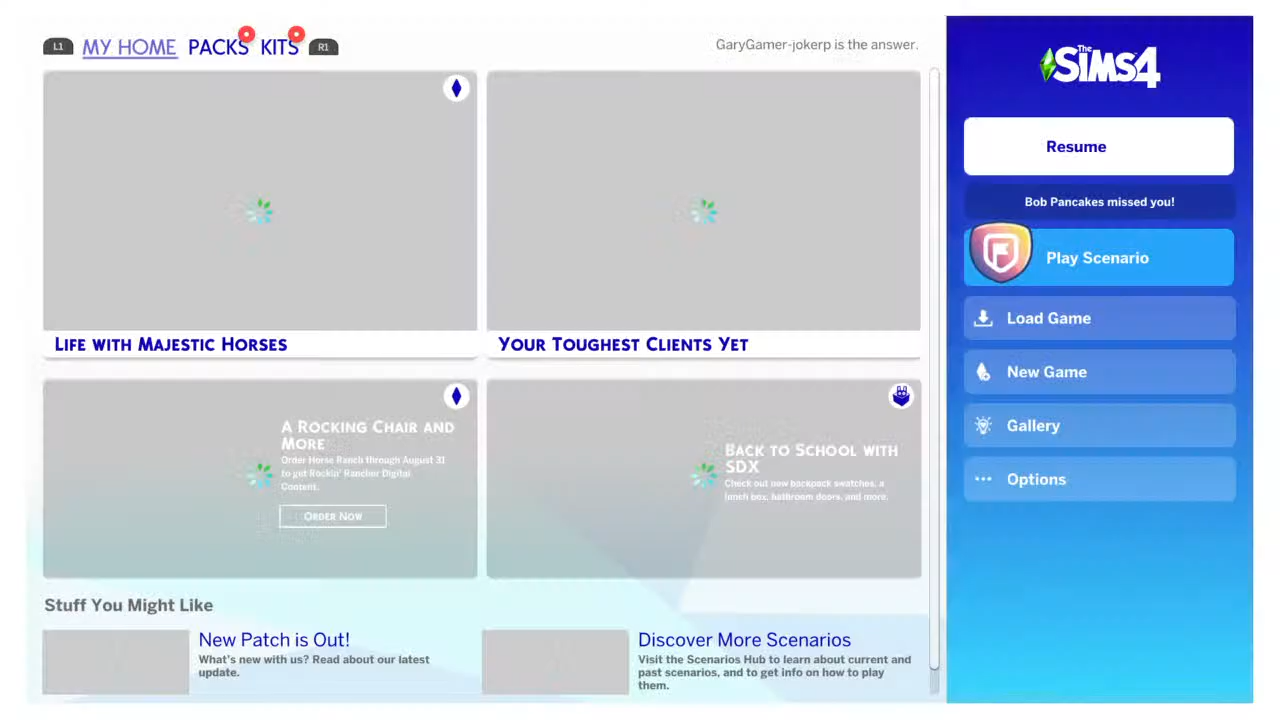 L1 MY HOME PACKS KITS R1
GaryGamer-jokerp is the answer.
LIFE WITH MAJESTIC HORSES
YOUR TOUGHEST CLIENTS YET
A ROCKING CHAIR AND
MORE
Order Horse Ranch through August 31
to get Rockin' Rancher Digital
Content.
ORDER NOW
BACK TO SCHOOL WITH
SDX
Check out new backpack swatches, a
lunch box, bathroom doors, and more.
Stuff You Might Like
New Patch is Out!
What's new with us? Read about our latest
update.
Discover More Scenarios
Visit the Scenarios Hub to learn about current and
past scenarios, and to get info on how to play
them.
The SIMS 4
Resume
Bob Pancakes missed you!
Play Scenario
Load Game
New Game
Gallery
Options